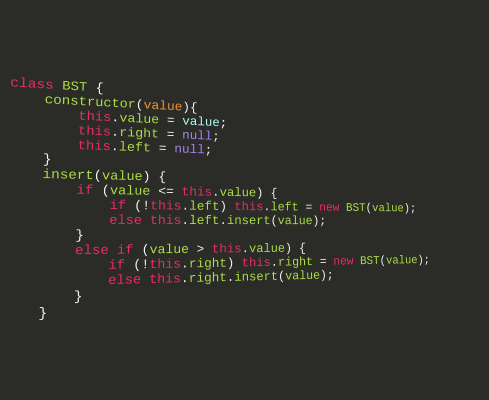 class BST {
constructor(value){
this.value = value;
this.right = null;
this.left = null;
}
insert(value) {
if (value <= this.value) {
if (!this.left) this.left = new BST(value);
else this.left.insert(value);
}
else if (value > this.value) {
if (!this.right) this.right = new BST(value);
else this.right.insert(value);
}
}